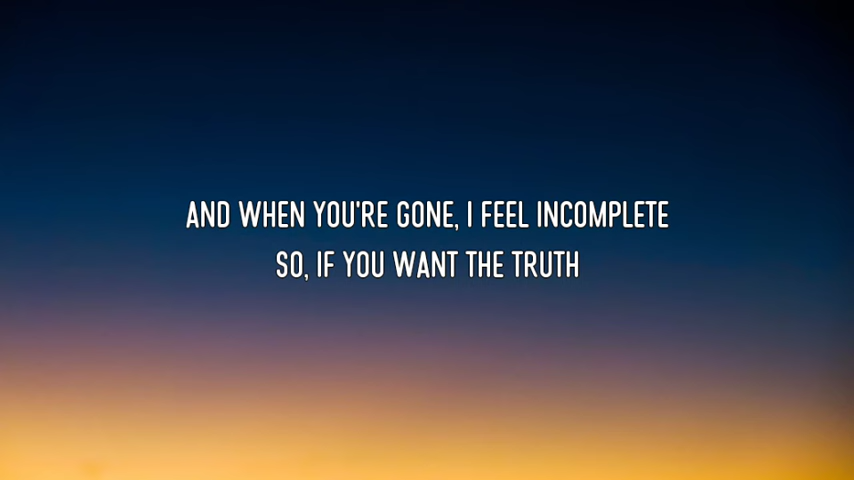 AND WHEN YOU'RE GONE, I FEEL INCOMPLETE
SO, IF YOU WANT THE TRUTH